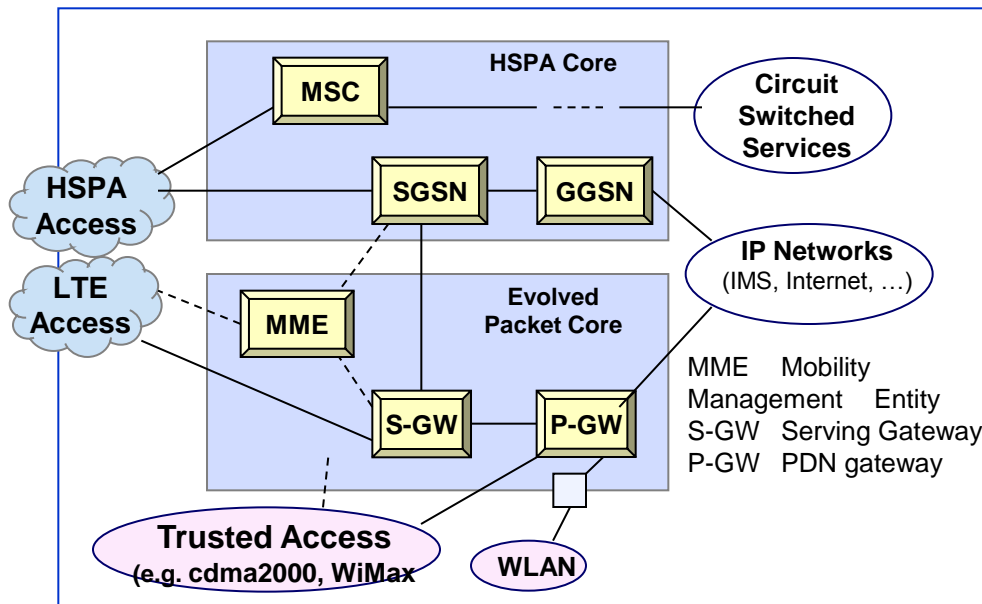 HSPA Core
MSC
Circuit
Switched
Services
HSPA
Access
SGSN
GGSN
IP Networks
(IMS, Internet, …)
LTE
Access
MME
Evolved
Packet Core
S-GW
P-GW
MME Mobility
Management Entity
S-GW Serving Gateway
P-GW PDN gateway
Trusted Access
(e.g. cdma2000, WiMax
WLAN